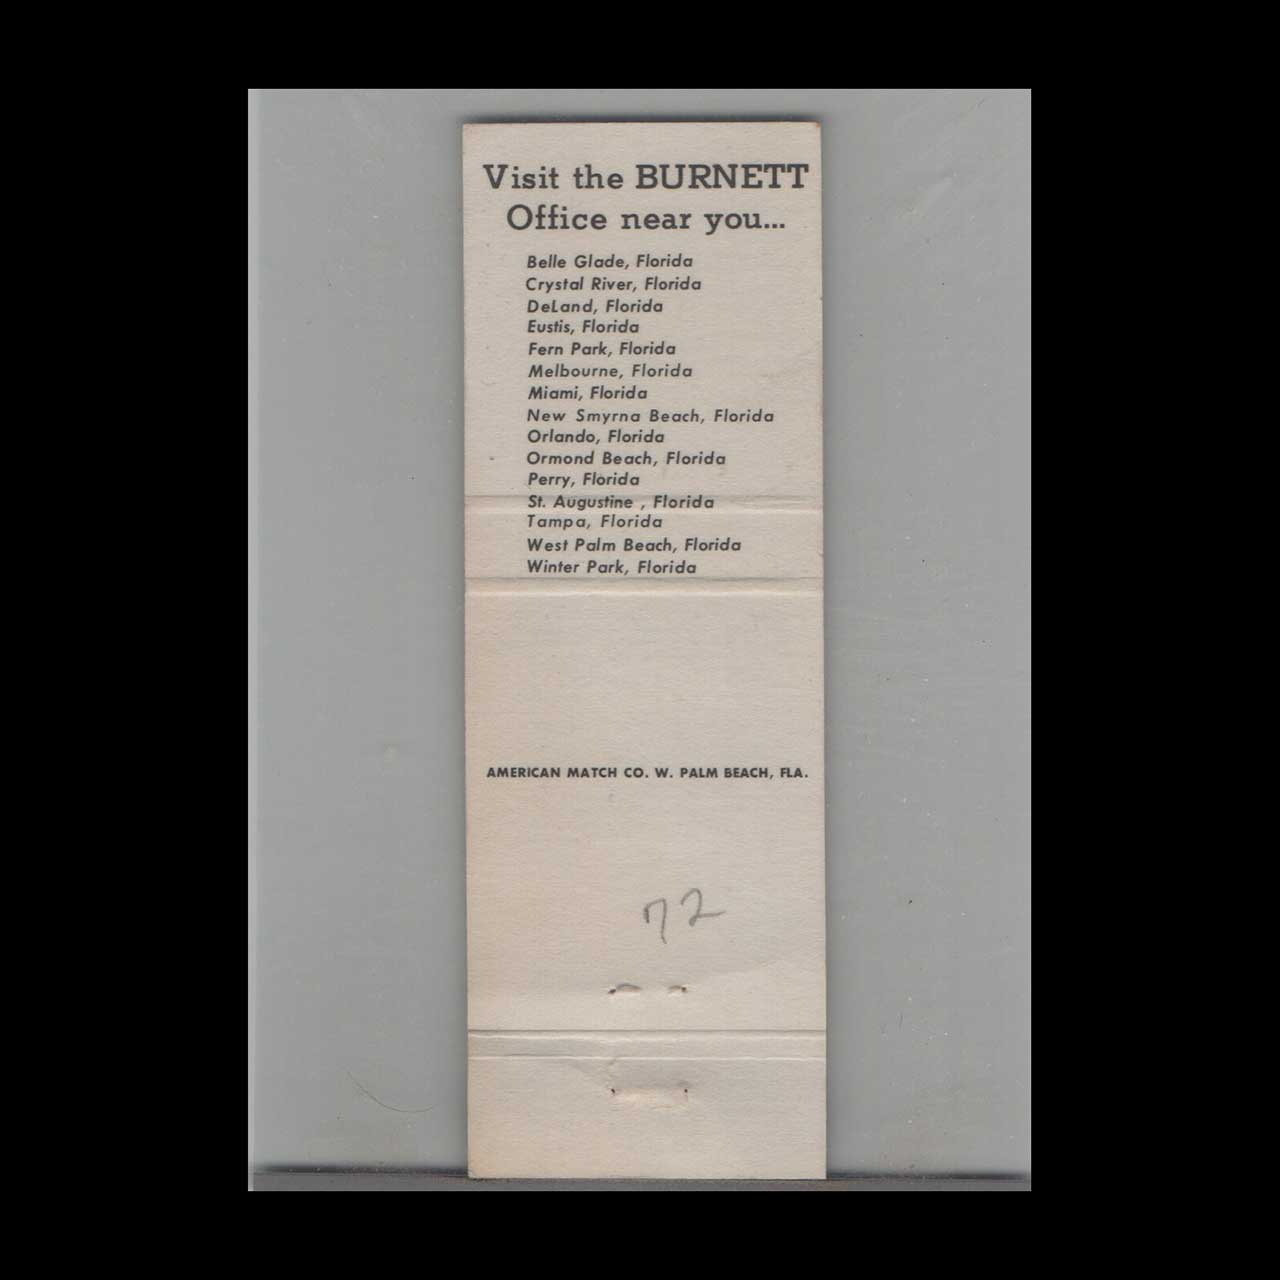 Visit the BURNETT
Office near you...
Belle Glade, Florida
Crystal River, Florida
DeLand, Florida
Eustis, Florida
Fern Park, Florida
Melbourne, Florida
Miami, Florida
New Smyrna Beach, Florida
Orlando, Florida
Ormond Beach, Florida
Perry, Florida
St. Augustine , Florida
Tampa, Florida
West Palm Beach, Florida
Winter Park, Florida
AMERICAN MATCH CO. W. PALM BEACH, FLA.
72